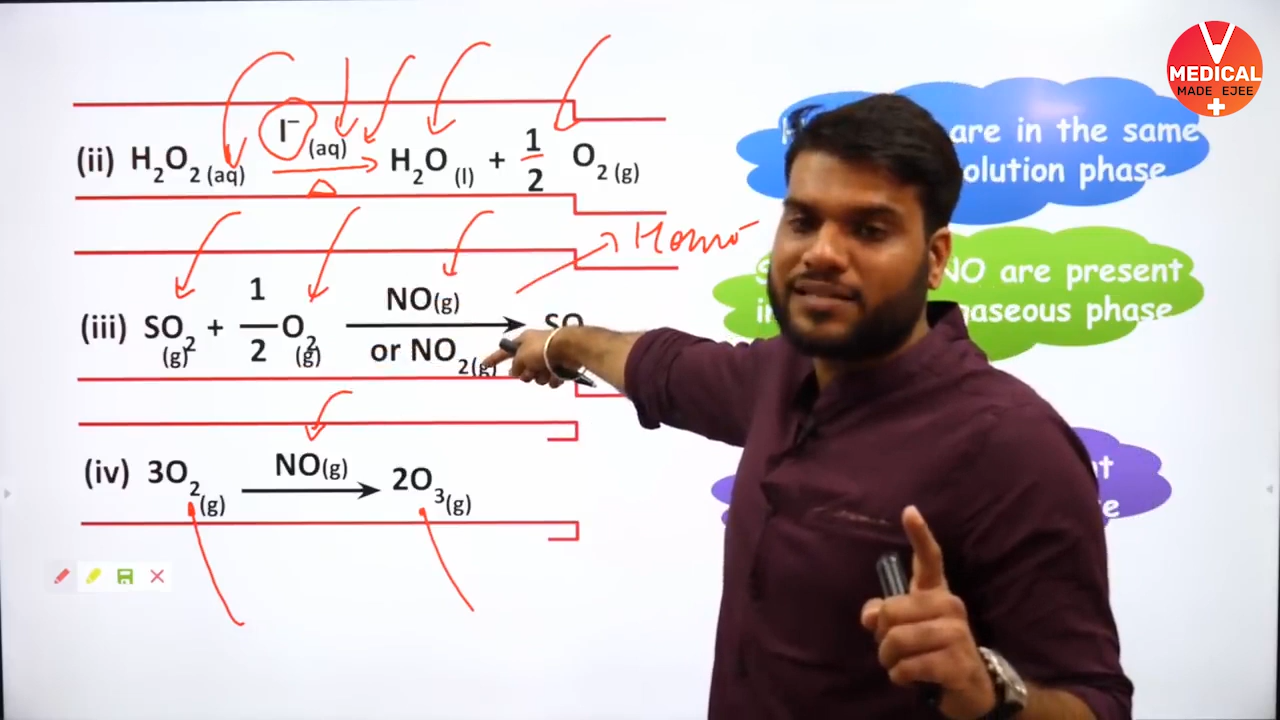 MEDICAL
MADE EJEE
(ii) H₂O₂ (aq) I⁻ (aq) Δ H₂O (l) + 1/2 O₂ (g)
are in the same
olution phase
Homo
(iii) SO₂ (g) + 1/2 O₂ (g) NO(g) or NO₂(g) SO
NO are present
in gaseous phase
(iv) 3O₂(g) NO(g) 2O₃(g)